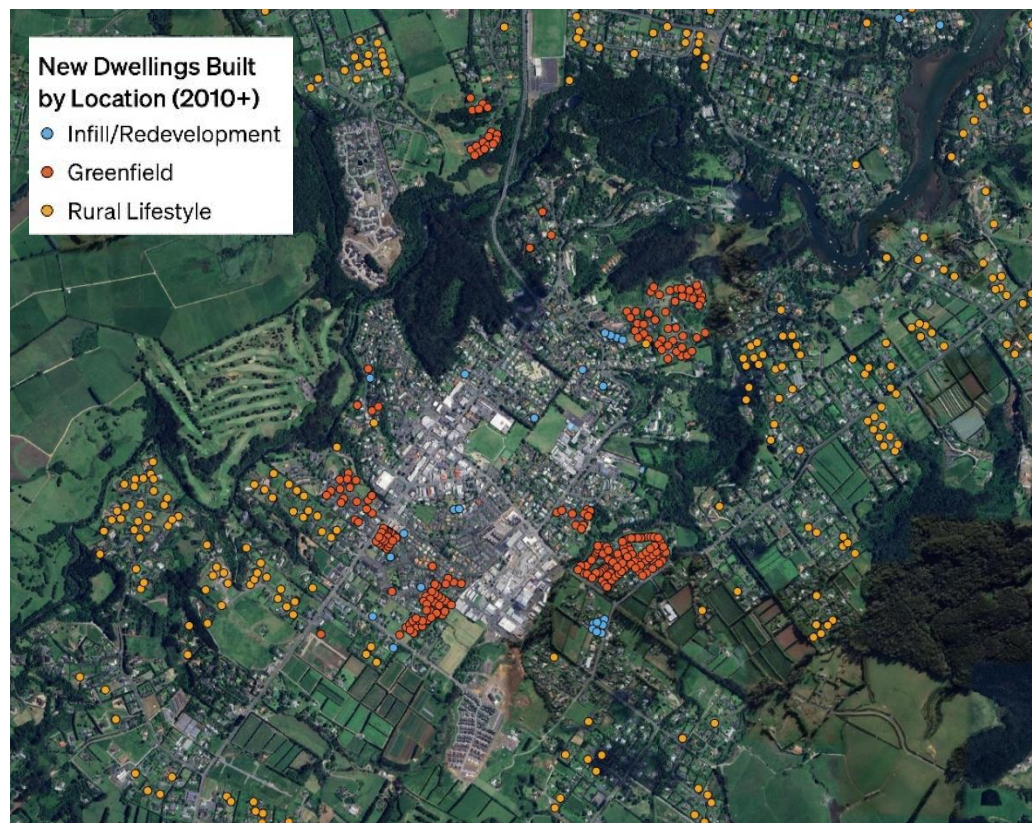 New Dwellings Built
by Location (2010+)
Infill/Redevelopment
Greenfield
Rural Lifestyle